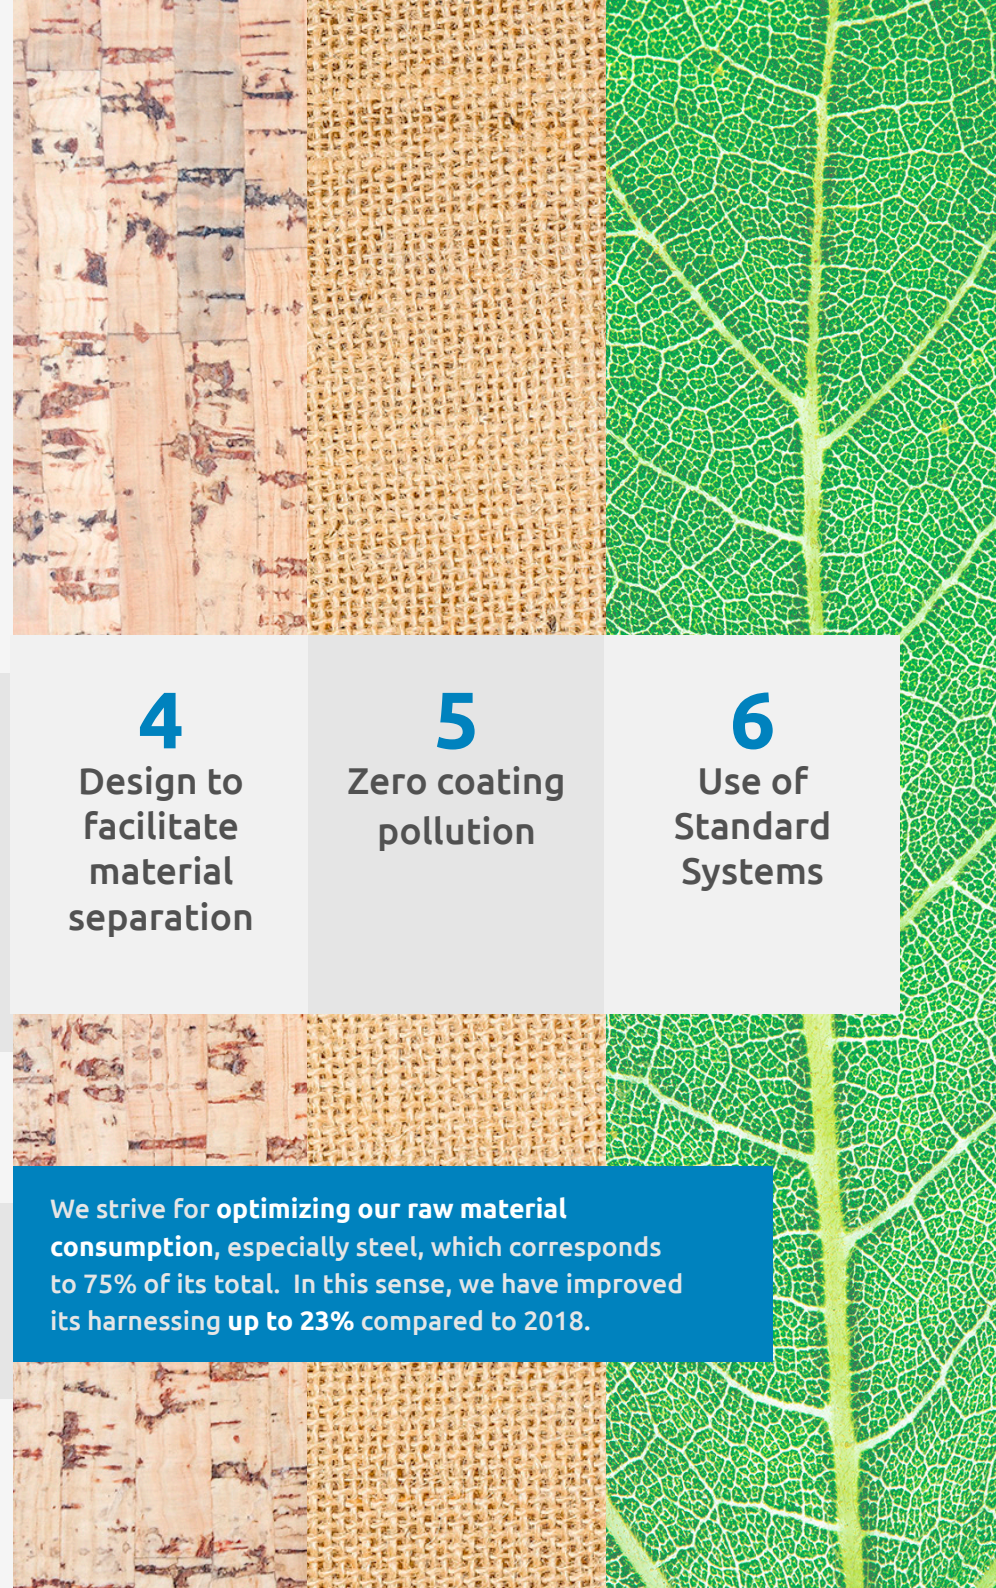 4
Design to
facilitate
material
separation
5
Zero coating
pollution
6
Use of
Standard
Systems
We strive for optimizing our raw material
consumption, especially steel, which corresponds
to 75% of its total.  In this sense, we have improved
its harnessing up to 23% compared to 2018.